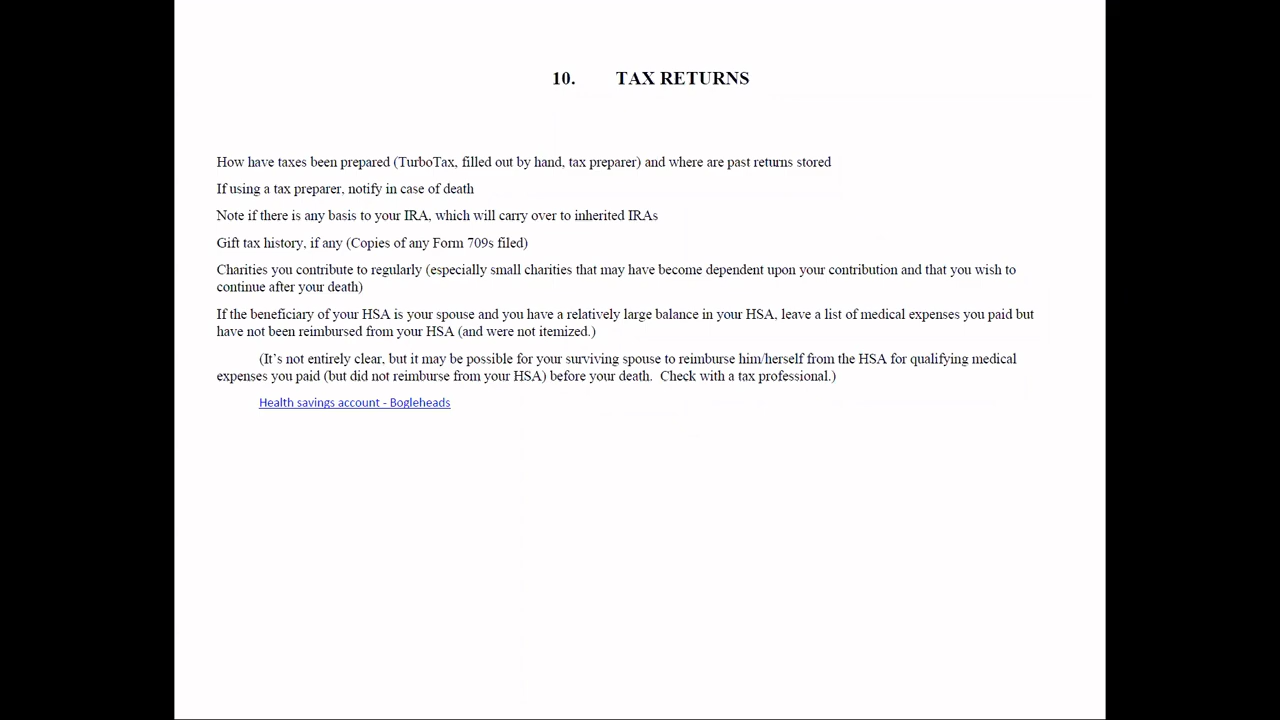 10. TAX RETURNS
How have taxes been prepared (TurboTax, filled out by hand, tax preparer) and where are past returns stored
If using a tax preparer, notify in case of death
Note if there is any basis to your IRA, which will carry over to inherited IRAs
Gift tax history, if any (Copies of any Form 709s filed)
Charities you contribute to regularly (especially small charities that may have become dependent upon your contribution and that you wish to
continue after your death)
If the beneficiary of your HSA is your spouse and you have a relatively large balance in your HSA, leave a list of medical expenses you paid but
have not been reimbursed from your HSA (and were not itemized.)
(It’s not entirely clear, but it may be possible for your surviving spouse to reimburse him/herself from the HSA for qualifying medical
expenses you paid (but did not reimburse from your HSA) before your death. Check with a tax professional.)
Health savings account - Bogleheads